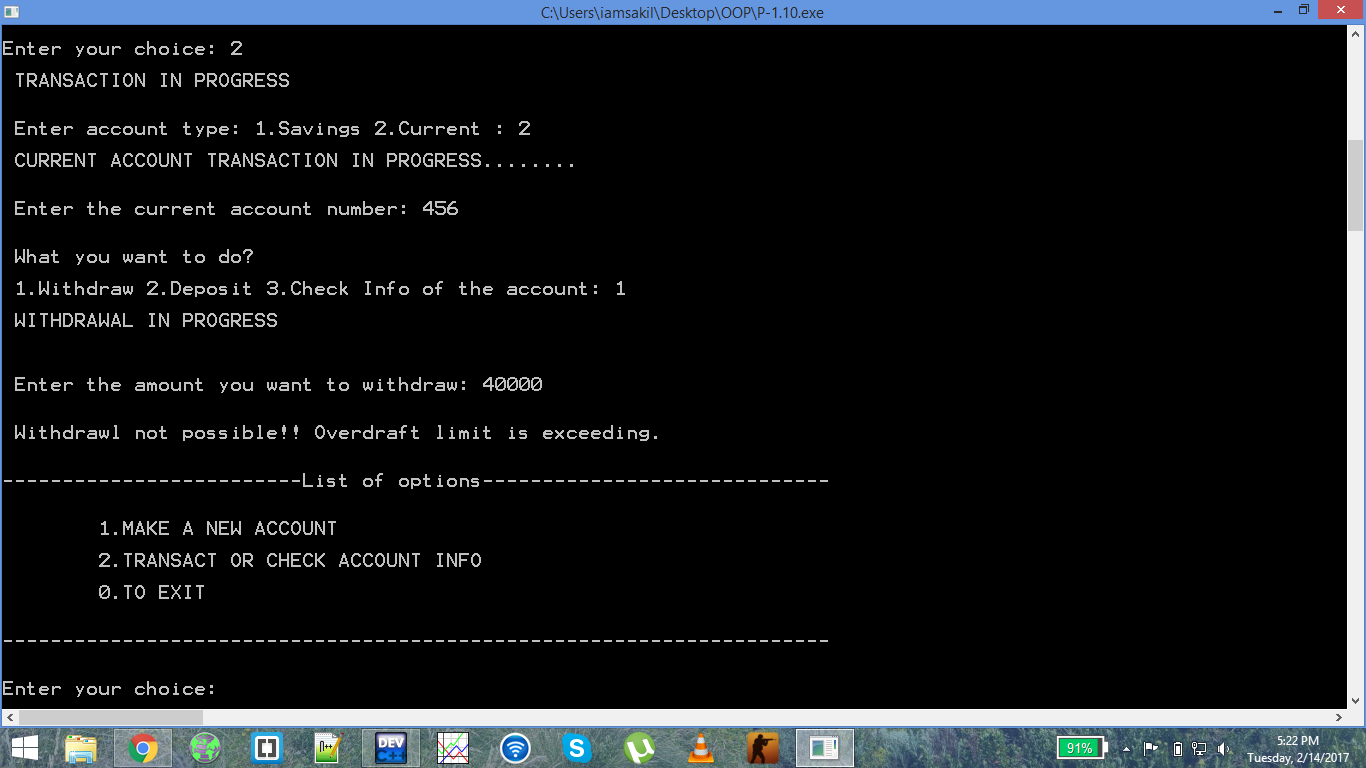 C:\Users\iamsakil\Desktop\OOP\P-1.10.exe
Enter your choice: 2
TRANSACTION IN PROGRESS
Enter account type: 1.Savings 2.Current : 2
CURRENT ACCOUNT TRANSACTION IN PROGRESS........
Enter the current account number: 456
What you want to do?
1.Withdraw 2.Deposit 3.Check Info of the account: 1
WITHDRAWAL IN PROGRESS
Enter the amount you want to withdraw: 40000
Withdrawl not possible!! Overdraft limit is exceeding.
-------------------------List of options-----------------------------
1.MAKE A NEW ACCOUNT
2.TRANSACT OR CHECK ACCOUNT INFO
0.TO EXIT
---------------------------------------------------------------------
Enter your choice:
DEV
C++
n++
91%
5:22 PM
Tuesday, 2/14/2017